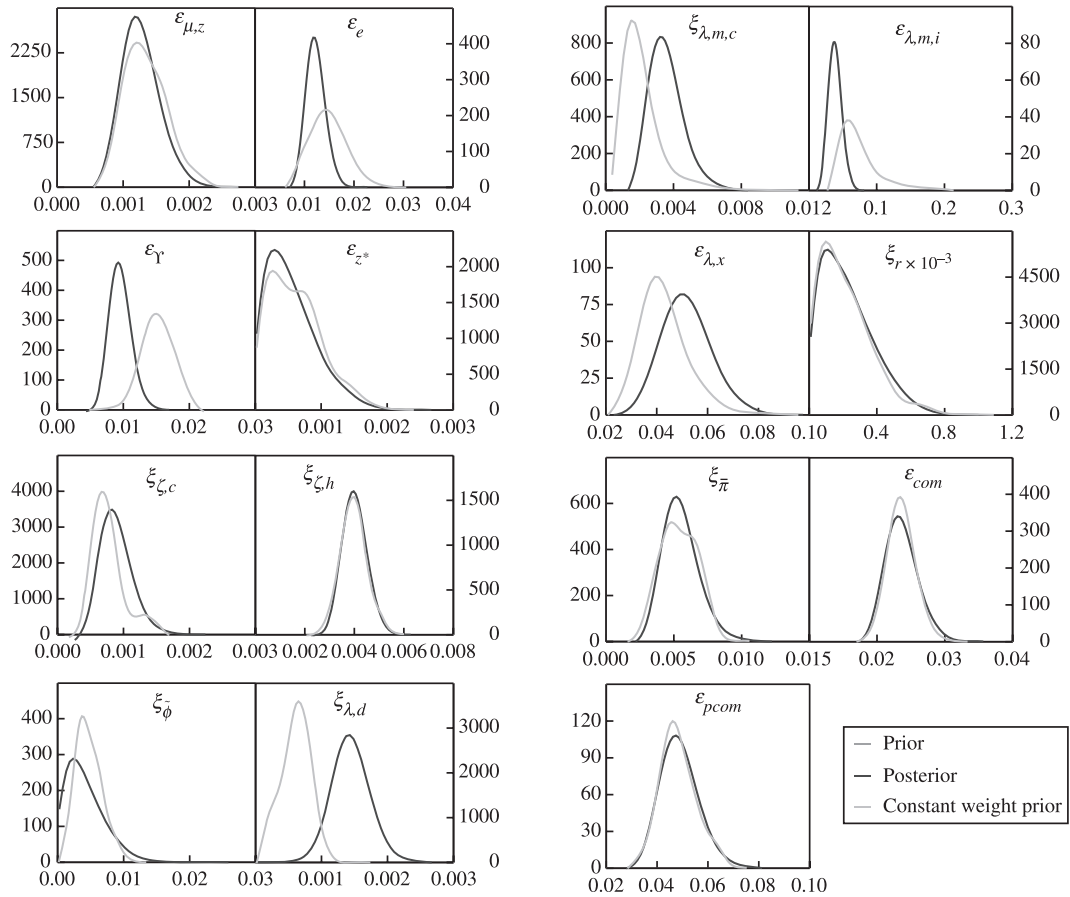 ε_{μ,z} ε_e
2250 1500 750 0
400 300 200 100 0
0.000 0.001 0.002 0.003 0.01 0.02 0.03 0.04
ξ_{λ,m,c} ε_{λ,m,i}
800 600 400 200 0
80 60 40 20 0
0.000 0.004 0.008 0.012 0.1 0.2 0.3
ε_ϒ ε_{z*}
500 400 300 200 100 0
2000 1500 1000 500 0
0.00 0.01 0.02 0.03 0.001 0.002 0.003
ε_{λ,x} ξ_{r × 10⁻³}
100 75 50 25 0
4500 3000 1500 0
0.02 0.04 0.06 0.08 0.10 0.4 0.8 1.2
ξ_{ζ,c} ξ_{ζ,h}
4000 3000 2000 1000 0
1500 1000 500 0
0.000 0.001 0.002 0.003 0.002 0.004 0.006 0.008
ξ_{π̄} ε_{com}
600 400 200 0
400 300 200 100 0
0.000 0.005 0.010 0.015 0.02 0.03 0.04
ξ_{φ̃} ξ_{λ,d}
400 300 200 100 0
3000 2000 1000 0
0.00 0.01 0.02 0.03 0.001 0.002 0.003
ε_{pcom}
120 90 60 30 0
0.02 0.04 0.06 0.08 0.10
Prior
Posterior
Constant weight prior